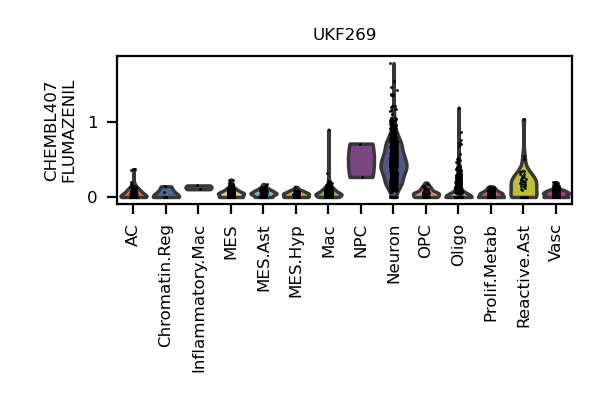 UKF269
CHEMBL407
FLUMAZENIL
1
0
AC
Chromatin.Reg
Inflammatory.Mac
MES
MES.Ast
MES.Hyp
Mac
NPC
Neuron
OPC
Oligo
Prolif.Metab
Reactive.Ast
Vasc